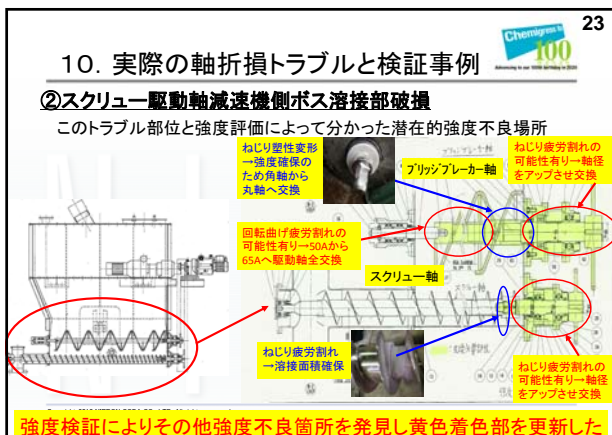 23
Chemigress to
100
Advancing to our 100th Anniversary in 2020
10. 実際の軸折損トラブルと検証事例
②スクリュー駆動軸減速機側ボス溶接部破損
このトラブル部位と強度評価によって分かった潜在的強度不良場所
ねじり塑性変形
→強度確保の
ため角軸から
丸軸へ交換
ブリッジブレーカー軸
ねじり疲労割れの
可能性有り→軸径
をアップさせ交換
回転曲げ疲労割れの
可能性有り→50Aから
65Aへ駆動軸全交換
スクリュー軸
ねじり疲労割れ
→溶接面積確保
ねじり疲労割れの
可能性有り→軸径
をアップさせ交換
強度検証によりその他強度不良箇所を発見し黄色着色部を更新した